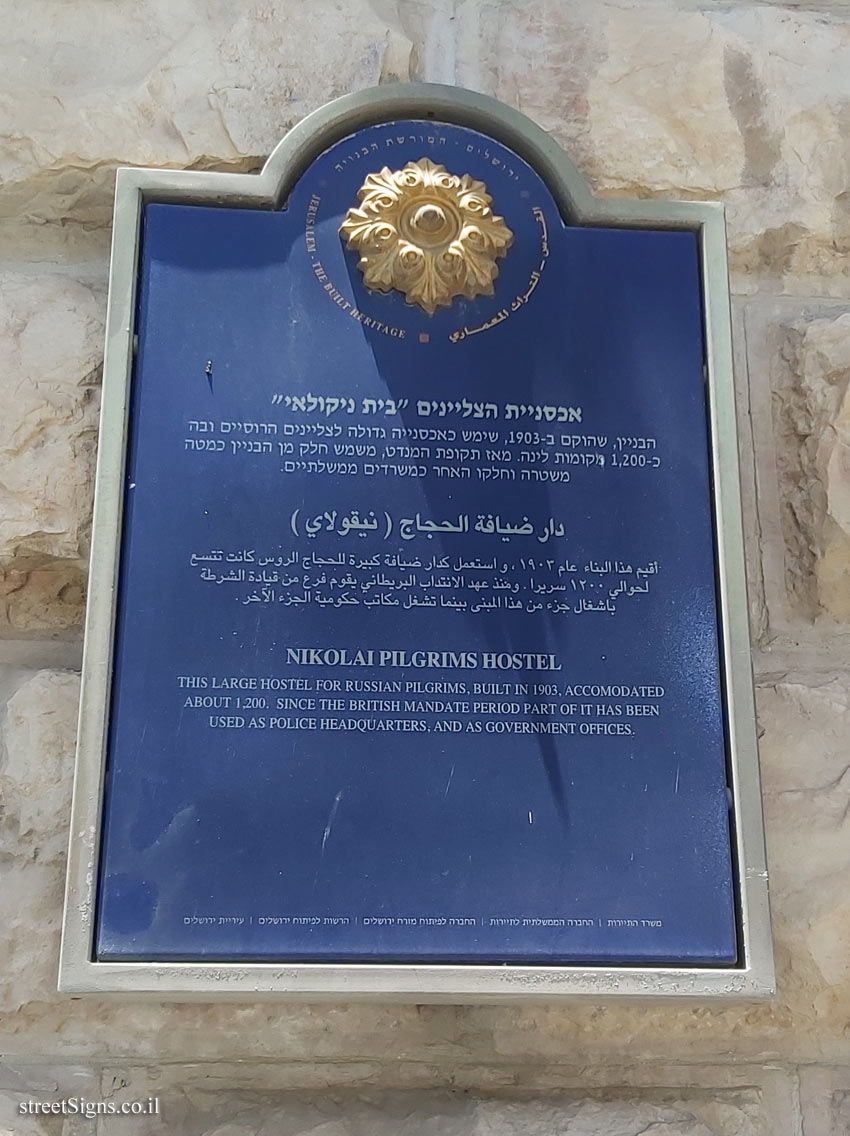 ירושלים - המורשת הבנויה
القدس - التراث المعماري
JERUSALEM - THE BUILT HERITAGE
אכסניית הצליינים "בית ניקולאי"
הבניין, שהוקם ב-1903, שימש כאכסנייה גדולה לצליינים הרוסיים ובה
כ-1,200 מקומות לינה. מאז תקופת המנדט, משמש חלק מן הבניין כמטה
משטרה וחלקו האחר כמשרדים ממשלתיים.
دار ضيافة الحجاج ( نيقولاي )
أقيم هذا البناء عام ١٩٠٣ ، و استعمل كدار ضيافة كبيرة للحجاج الروس كانت تتسع
لحوالي ١٢٠٠ سريرا . ومنذ عهد الانتداب البريطاني يقوم فرع من قيادة الشرطة
باشغال جزء من هذا المبنى بينما تشغل مكاتب حكومية الجزء الآخر .
NIKOLAI PILGRIMS HOSTEL
THIS LARGE HOSTEL FOR RUSSIAN PILGRIMS, BUILT IN 1903, ACCOMODATED
ABOUT 1,200. SINCE THE BRITISH MANDATE PERIOD PART OF IT HAS BEEN
USED AS POLICE HEADQUARTERS, AND AS GOVERNMENT OFFICES.
משרד התיירות | החברה הממשלתית לתיירות | החברה לפיתוח מזרח ירושלים | הרשות לפיתוח ירושלים | עיריית ירושלים
streetSigns.co.il